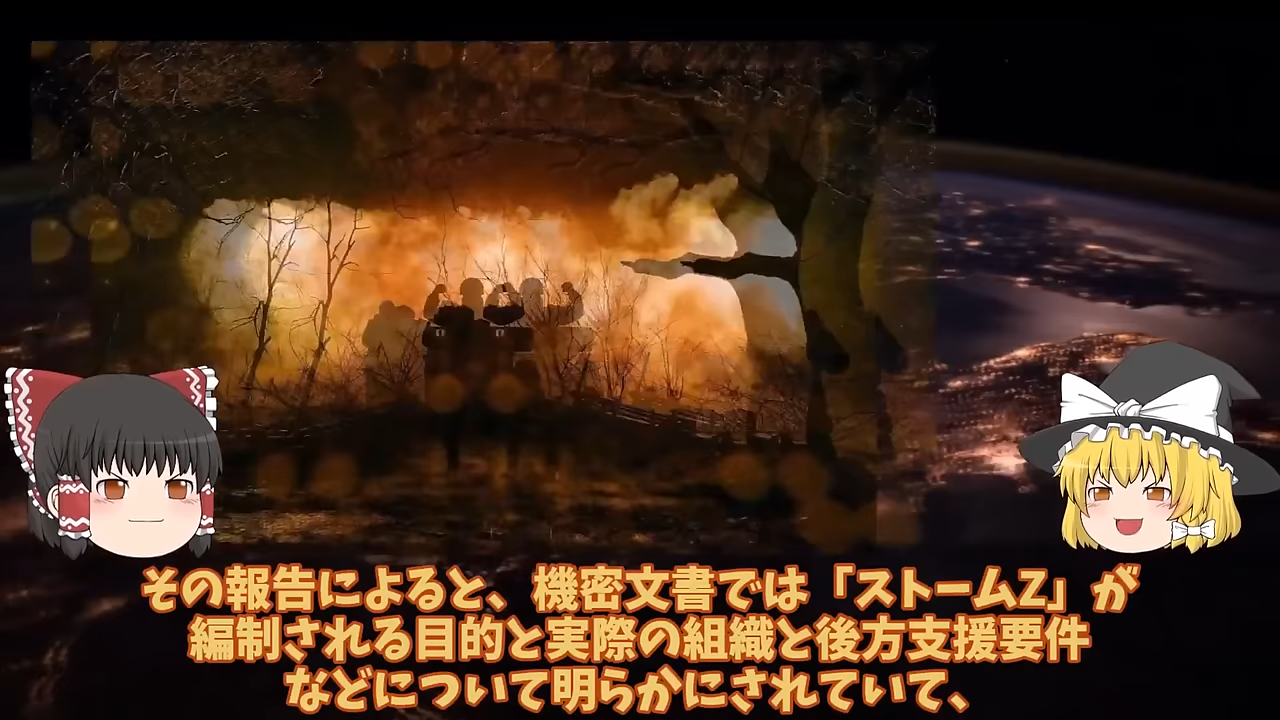 その報告によると、機密文書では「ストームZ」が
編制される目的と実際の組織と後方支援要件
などについて明らかにされていて、